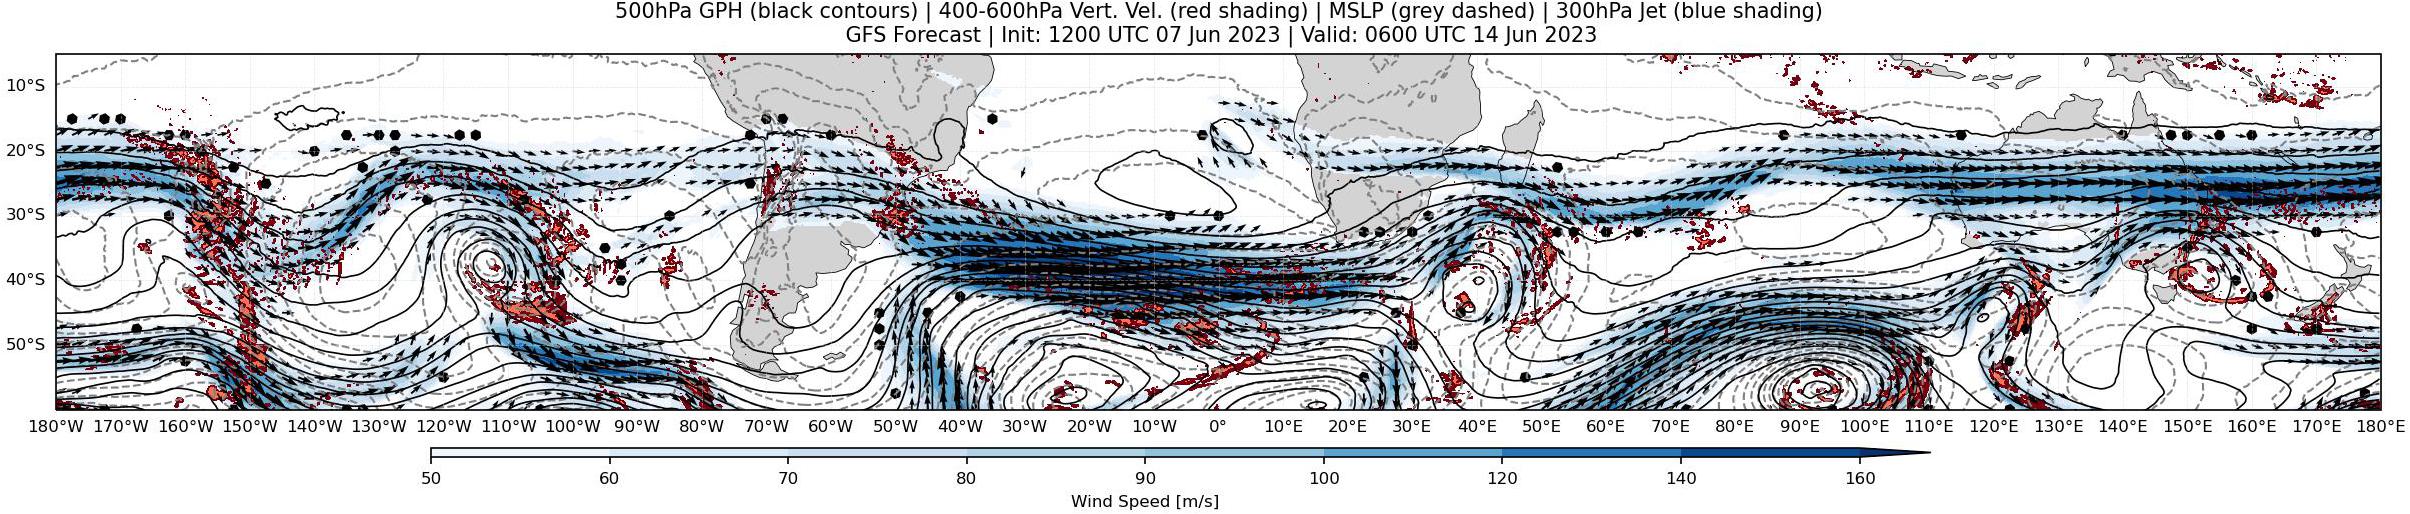 500hPa GPH (black contours) | 400-600hPa Vert. Vel. (red shading) | MSLP (grey dashed) | 300hPa Jet (blue shading)
GFS Forecast | Init: 1200 UTC 07 Jun 2023 | Valid: 0600 UTC 14 Jun 2023
10°S
20°S
30°S
40°S
50°S
180°W 170°W 160°W 150°W 140°W 130°W 120°W 110°W 100°W 90°W 80°W 70°W 60°W 50°W 40°W 30°W 20°W 10°W 0° 10°E 20°E 30°E 40°E 50°E 60°E 70°E 80°E 90°E 100°E 110°E 120°E 130°E 140°E 150°E 160°E 170°E 180°E
50 60 70 80 90 100 120 140 160
Wind Speed [m/s]